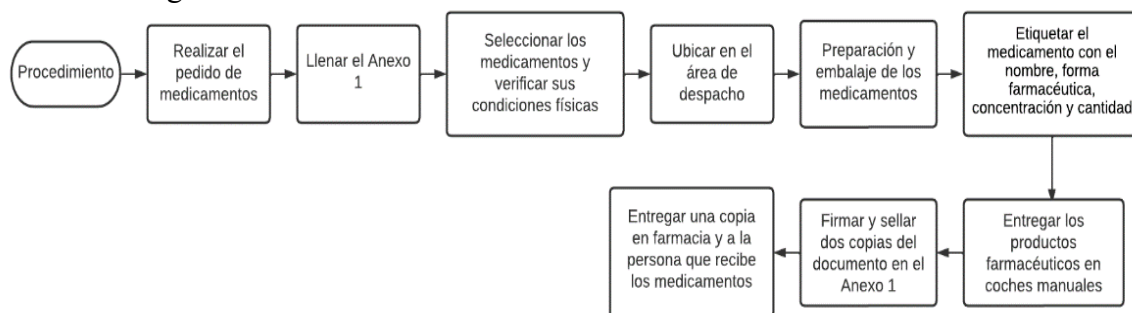 Procedimiento
Realizar el
pedido de
medicamentos
Llenar el Anexo
1
Seleccionar los
medicamentos y
verificar sus
condiciones físicas
Ubicar en el
área de
despacho
Preparación y
embalaje de los
medicamentos
Etiquetar el
medicamento con el
nombre, forma
farmacéutica,
concentración y cantidad
Entregar los
productos
farmacéuticos en
coches manuales
Firmar y sellar
dos copias del
documento en el
Anexo 1
Entregar una copia
en farmacia y a la
persona que recibe
los medicamentos